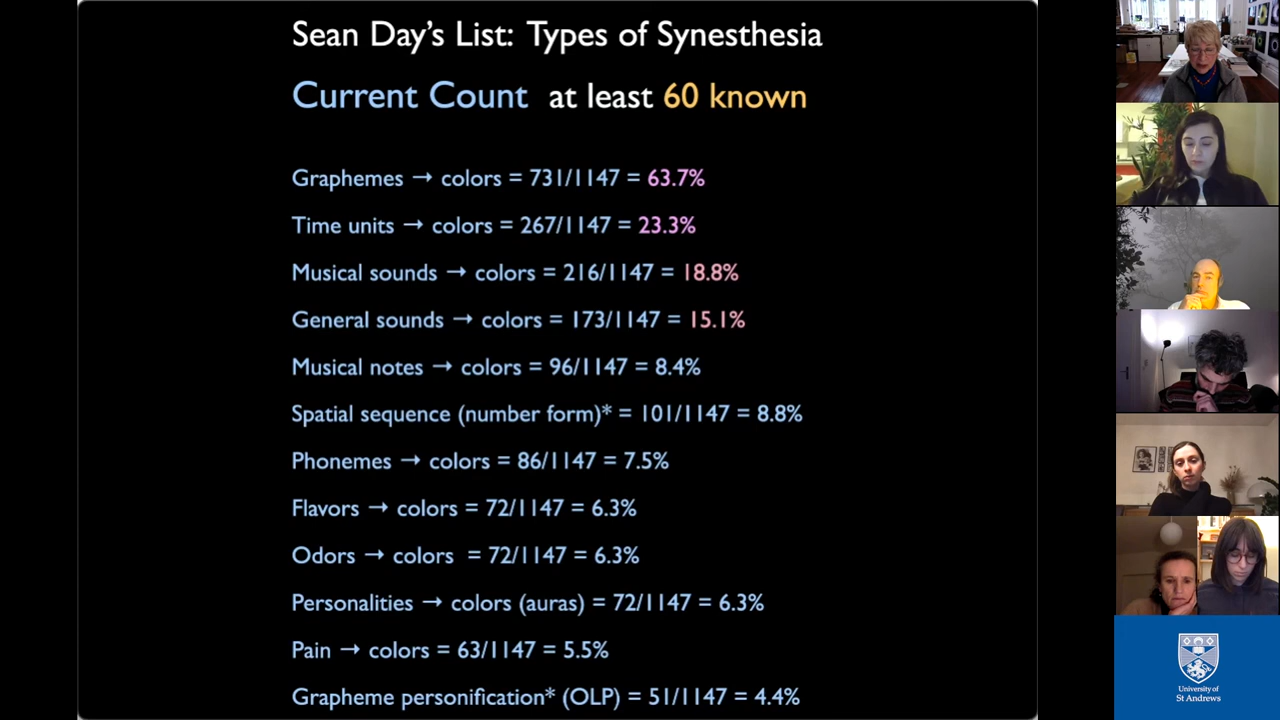 Sean Day's List: Types of Synesthesia
Current Count at least 60 known
Graphemes → colors = 731/1147 = 63.7%
Time units → colors = 267/1147 = 23.3%
Musical sounds → colors = 216/1147 = 18.8%
General sounds → colors = 173/1147 = 15.1%
Musical notes → colors = 96/1147 = 8.4%
Spatial sequence (number form)* = 101/1147 = 8.8%
Phonemes → colors = 86/1147 = 7.5%
Flavors → colors = 72/1147 = 6.3%
Odors → colors = 72/1147 = 6.3%
Personalities → colors (auras) = 72/1147 = 6.3%
Pain → colors = 63/1147 = 5.5%
Grapheme personification* (OLP) = 51/1147 = 4.4%
University of
St Andrews